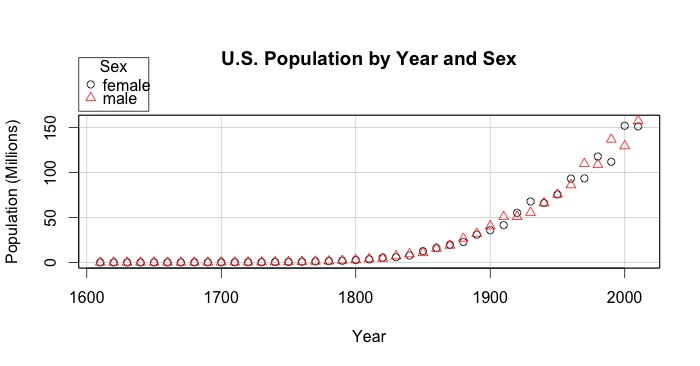 U.S. Population by Year and Sex
Sex
female
male
Population (Millions)
150
100
50
0
1600 1700 1800 1900 2000
Year